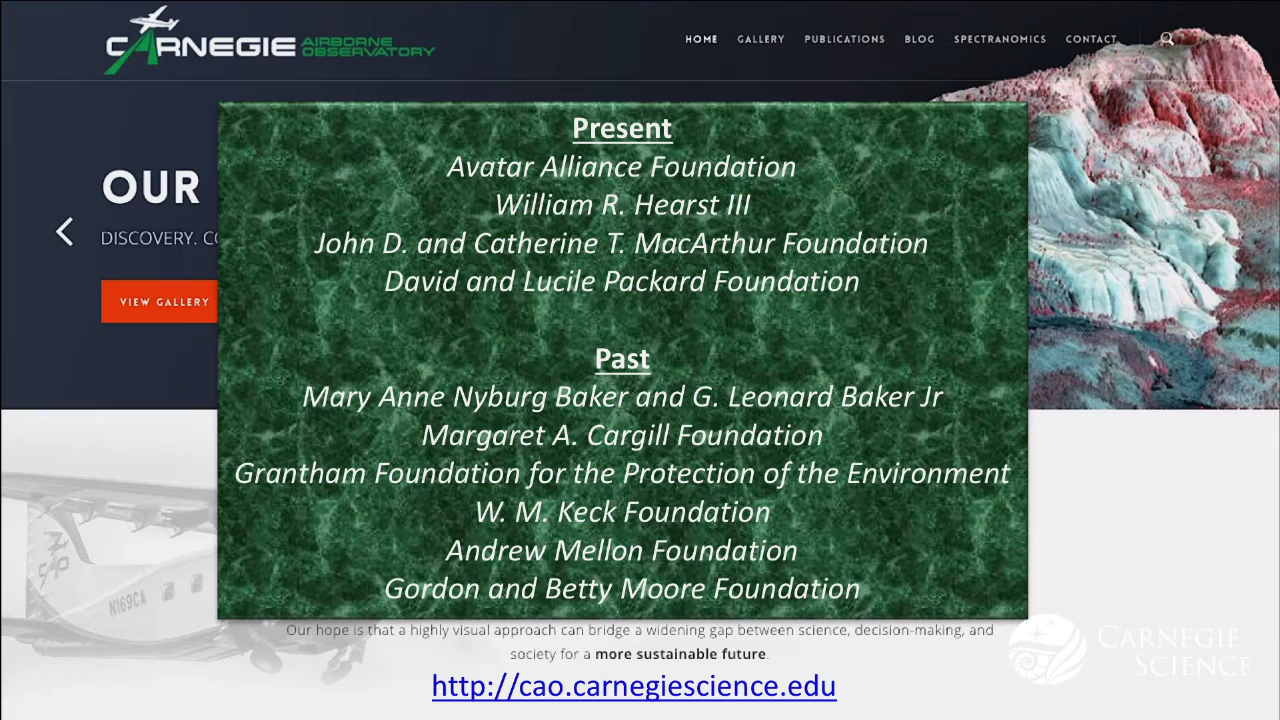 CARNEGIE AIRBORNE OBSERVATORY
HOME GALLERY PUBLICATIONS BLOG SPECTRANOMICS CONTACT
OUR
DISCOVERY. CO
VIEW GALLERY
Present
Avatar Alliance Foundation
William R. Hearst III
John D. and Catherine T. MacArthur Foundation
David and Lucile Packard Foundation
Past
Mary Anne Nyburg Baker and G. Leonard Baker Jr
Margaret A. Cargill Foundation
Grantham Foundation for the Protection of the Environment
W. M. Keck Foundation
Andrew Mellon Foundation
Gordon and Betty Moore Foundation
N169CA
Our hope is that a highly visual approach can bridge a widening gap between science, decision-making, and
society for a more sustainable future.
CARNEGIE
SCIENCE
http://cao.carnegiescience.edu